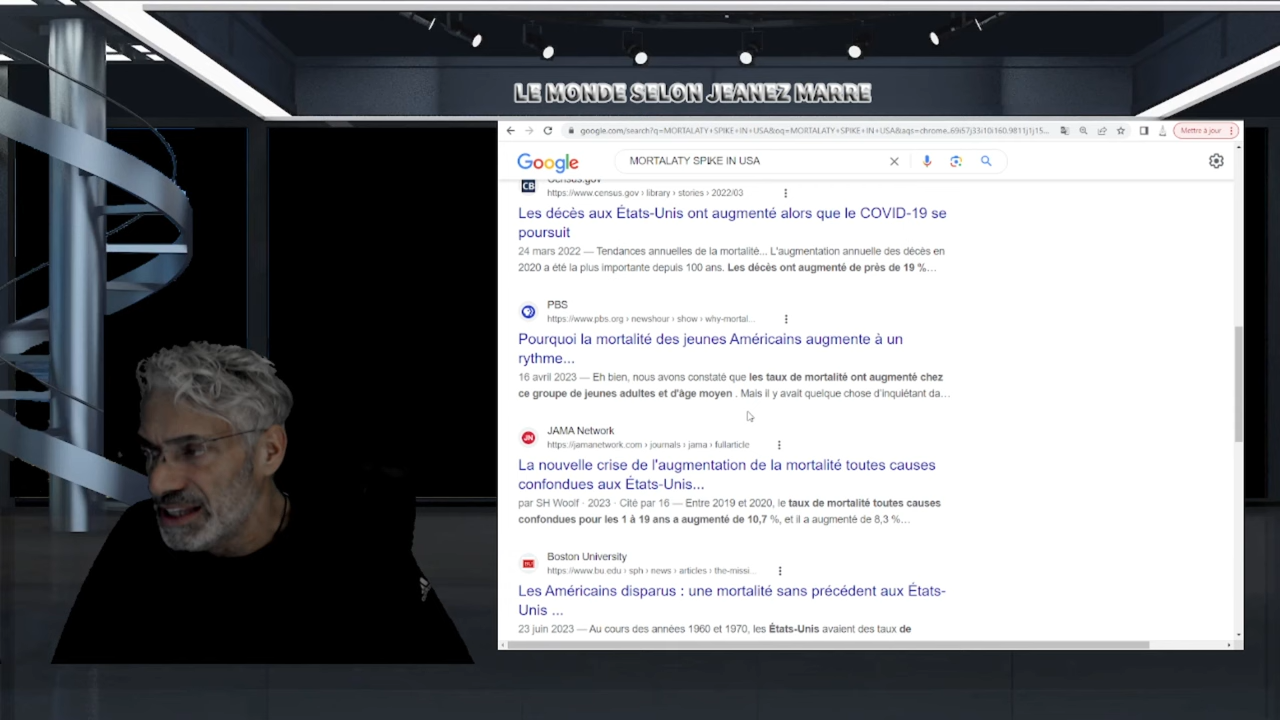 LE MONDE SELON JEANEZ MARRE
google.com/search?q=MORTALATY+SPIKE+IN+USA&oq=MORTALATY+SPIKE+IN+USA&aqs=chrome..69i57j33i10i160.9811j1j15...
Mettre à jour
Google
MORTALATY SPIKE IN USA
CB
Census.gov
https://www.census.gov › library › stories › 2022/03
Les décès aux États-Unis ont augmenté alors que le COVID-19 se
poursuit
24 mars 2022 — Tendances annuelles de la mortalité... L'augmentation annuelle des décès en
2020 a été la plus importante depuis 100 ans. Les décès ont augmenté de près de 19 %…
PBS
https://www.pbs.org › newshour › show › why-mortal...
Pourquoi la mortalité des jeunes Américains augmente à un
rythme...
16 avril 2023 — Eh bien, nous avons constaté que les taux de mortalité ont augmenté chez
ce groupe de jeunes adultes et d'âge moyen . Mais il y avait quelque chose d'inquiétant da…
JN
JAMA Network
https://jamanetwork.com › journals › jama › fullarticle
La nouvelle crise de l'augmentation de la mortalité toutes causes
confondues aux États-Unis...
par SH Woolf · 2023 · Cité par 16 — Entre 2019 et 2020, le taux de mortalité toutes causes
confondues pour les 1 à 19 ans a augmenté de 10,7 %, et il a augmenté de 8,3 %…
Boston University
https://www.bu.edu › sph › news › articles › the-missi...
Les Américains disparus : une mortalité sans précédent aux États-
Unis ...
23 juin 2023 — Au cours des années 1960 et 1970, les États-Unis avaient des taux de